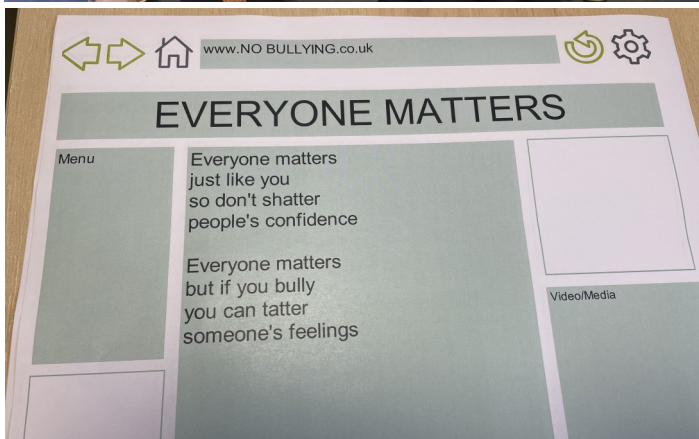 www.NO BULLYING.co.uk
EVERYONE MATTERS
Menu
Everyone matters
just like you
so don't shatter
people's confidence
Everyone matters
but if you bully
you can tatter
someone's feelings
Video/Media